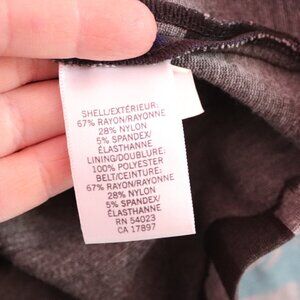 SHELL/EXTÉRIEUR:
67% RAYON/RAYONNE
28% NYLON
5% SPANDEX/
ÉLASTHANNE
LINING/DOUBLURE:
100% POLYESTER
BELT/CEINTURE:
67% RAYON/RAYONNE
28% NYLON
5% SPANDEX/
ÉLASTHANNE
RN 54023
CA 17897